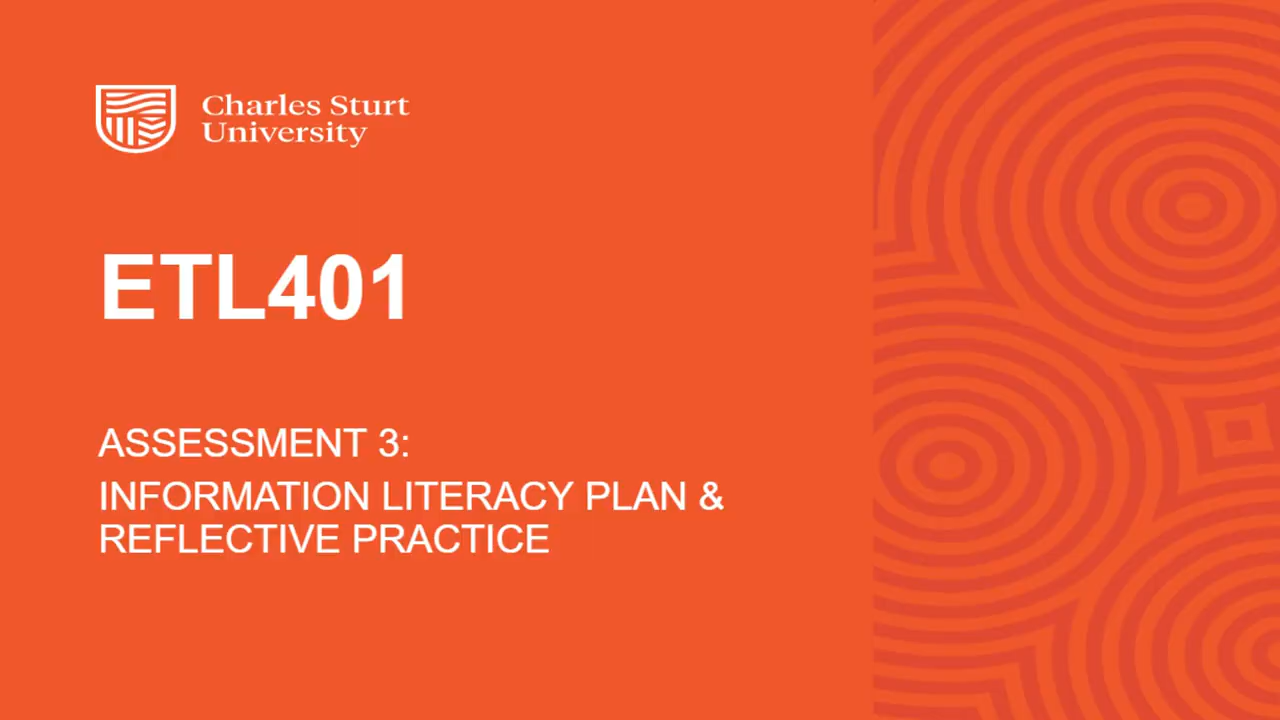 Charles Sturt
University
ETL401
ASSESSMENT 3:
INFORMATION LITERACY PLAN &
REFLECTIVE PRACTICE